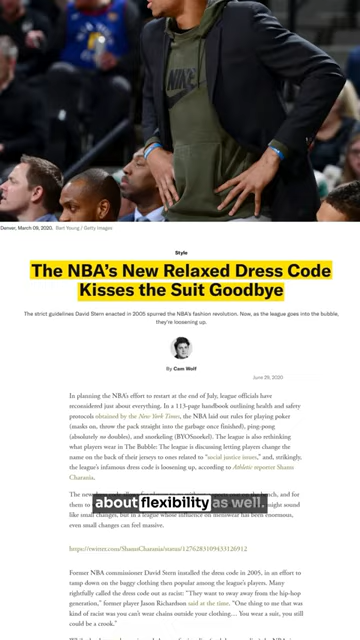 NIKE
Denver, March 09, 2020. Bart Young / Getty Images
Style
The NBA's New Relaxed Dress Code
Kisses the Suit Goodbye
The strict guidelines David Stern enacted in 2005 spurred the NBA's fashion revolution. Now, as the league goes into the bubble,
they're loosening up.
By Cam Wolf
June 29, 2020
In planning the NBA's effort to restart at the end of July, league officials have
reconsidered just about everything. In a 113-page handbook outlining health and safety
protocols obtained by the New York Times, the NBA laid out rules for playing poker
(masks on, throw the pack straight into the garbage once finished), ping-pong
(absolutely no doubles), and snorkeling (BYOSnorkel). The league is also rethinking
what players wear in The Bubble: The league is discussing letting players change the
name on the back of their jerseys to ones related to "social justice issues," and, strikingly,
the league's infamous dress code is loosening up, according to Athletic reporter Shams
Charania.
The new
bench, and for
them to
might sound
about flexibility as well.
like small changes, but in a league whose influence on menswear has been enormous,
even small changes can feel massive.
https://twitter.com/ShamsCharania/status/1276283109433126912
Former NBA commissioner David Stern installed the dress code in 2005, in an effort to
tamp down on the baggy clothing then popular among the league's players. Many
rightfully called the dress code out as racist: "They want to sway away from the hip-hop
generation," former player Jason Richardson said at the time. "One thing to me that was
kind of racist was you can't wear chains outside your clothing… You wear a suit, you still
could be a crook."